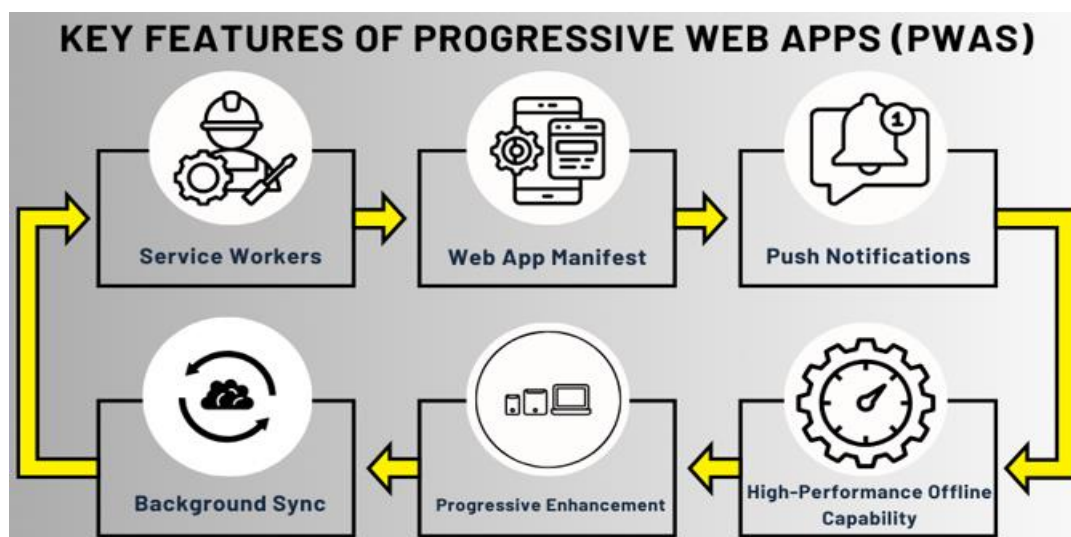 KEY FEATURES OF PROGRESSIVE WEB APPS (PWAS)
1
Service Workers
Web App Manifest
Push Notifications
Background Sync
Progressive Enhancement
High-Performance Offline
Capability